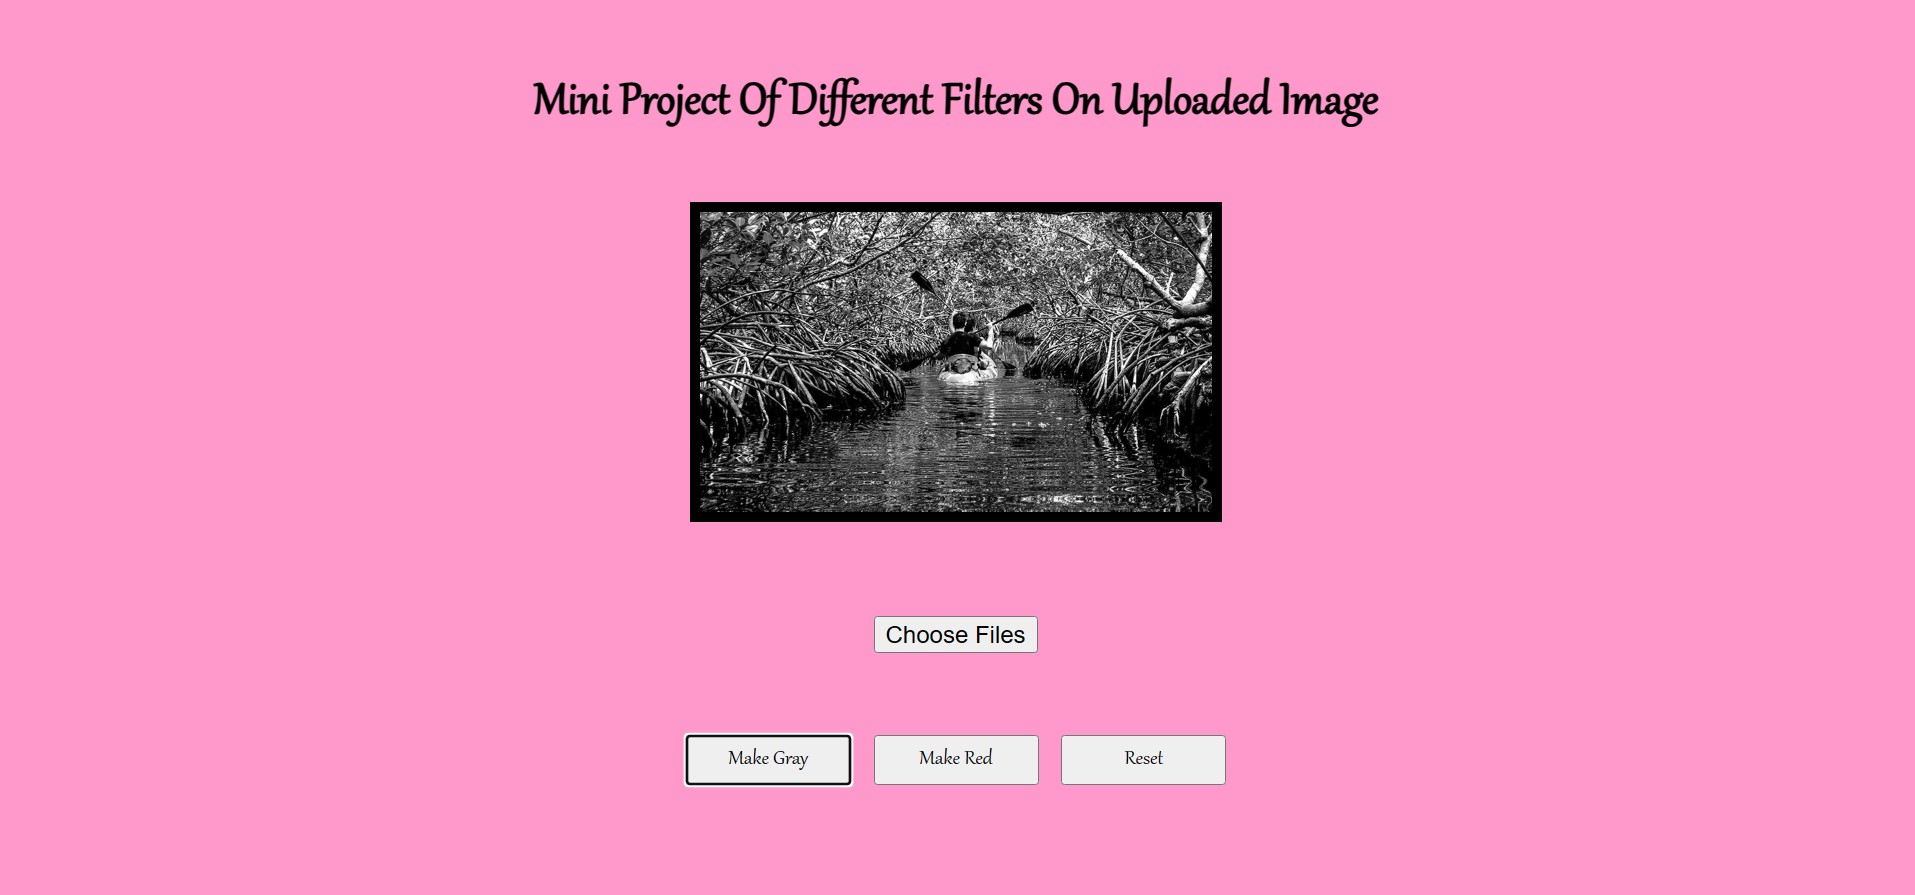 Mini Project Of Different Filters On Uploaded Image
Choose Files
Make Gray
Make Red
Reset